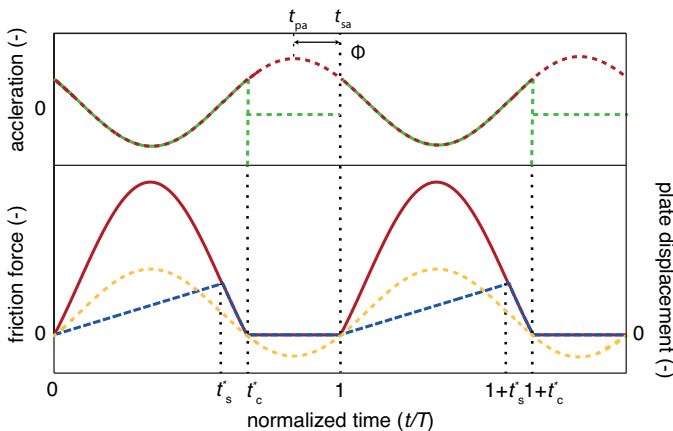 t_pa t_sa
Φ
accleration (-)
0
friction force (-)
plate displacement (-)
0 0
0 t*_s t*_c 1 1+t*_s 1+t*_c
normalized time (t/T)